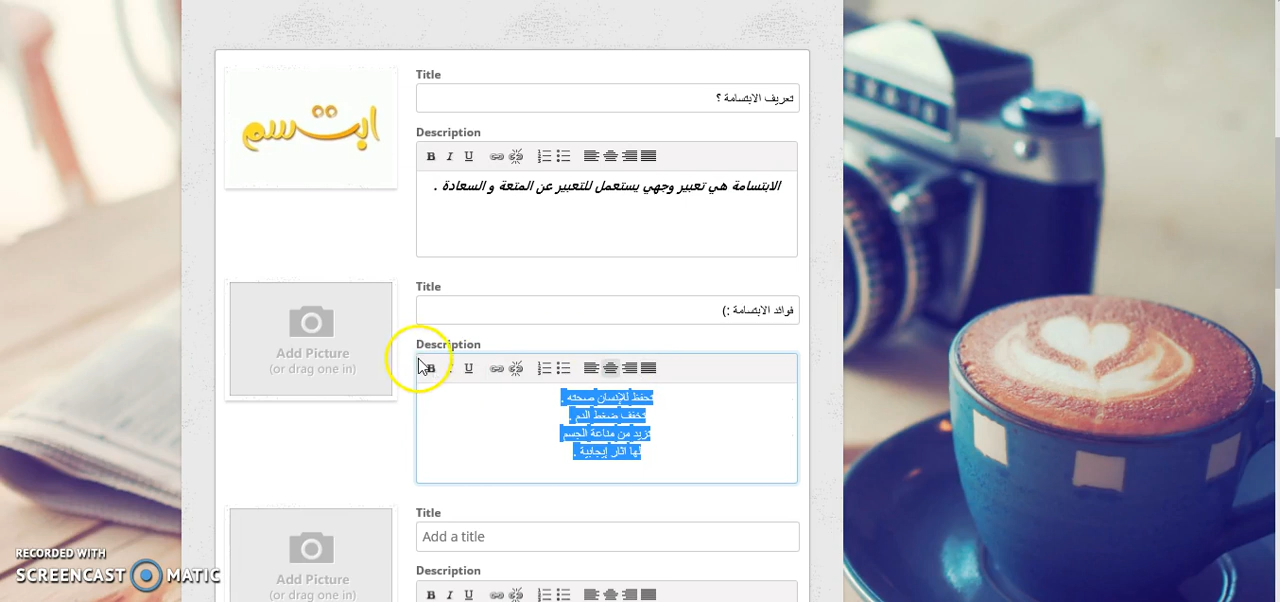 ابتسم
Title
تعريف الابتسامة ؟
Description
B I U
الابتسامة هي تعبير وجهي يستعمل للتعبير عن المتعة و السعادة .
Title
فوائد الابتسامة :)
Add Picture
(or drag one in)
Description
B I U
تحفظ للإنسان صحته .
تخفف ضغط الدم .
تزيد من مناعة الجسم .
لها آثار إيجابية .
Title
Add a title
Add Picture
(or drag one in)
Description
B I U
RECORDED WITH
SCREENCAST MATIC